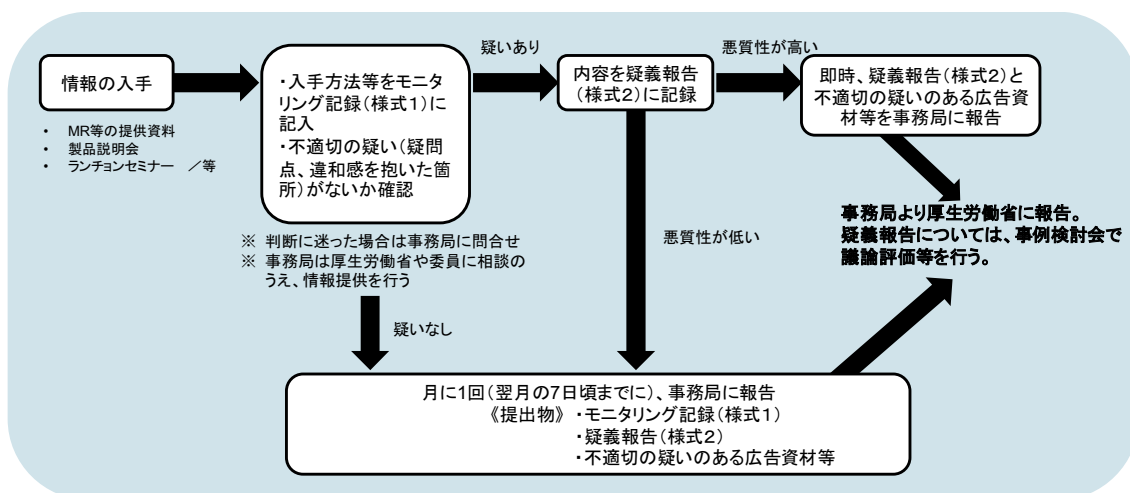 情報の入手
• MR等の提供資料
• 製品説明会
• ランチョンセミナー ／等
・入手方法等をモニ
タリング記録(様式1)に
記入
・不適切の疑い(疑問
点、違和感を抱いた箇
所)がないか確認
※ 判断に迷った場合は事務局に問合せ
※ 事務局は厚生労働省や委員に相談の
うえ、情報提供を行う
疑いあり
内容を疑義報告
(様式2)に記録
悪質性が高い
即時、疑義報告(様式2)と
不適切の疑いのある広告資
材等を事務局に報告
悪質性が低い
事務局より厚生労働省に報告。
疑義報告については、事例検討会で
議論評価等を行う。
疑いなし
月に1回(翌月の7日頃までに)、事務局に報告
《提出物》 ・モニタリング記録(様式1)
・疑義報告(様式2)
・不適切の疑いのある広告資材等